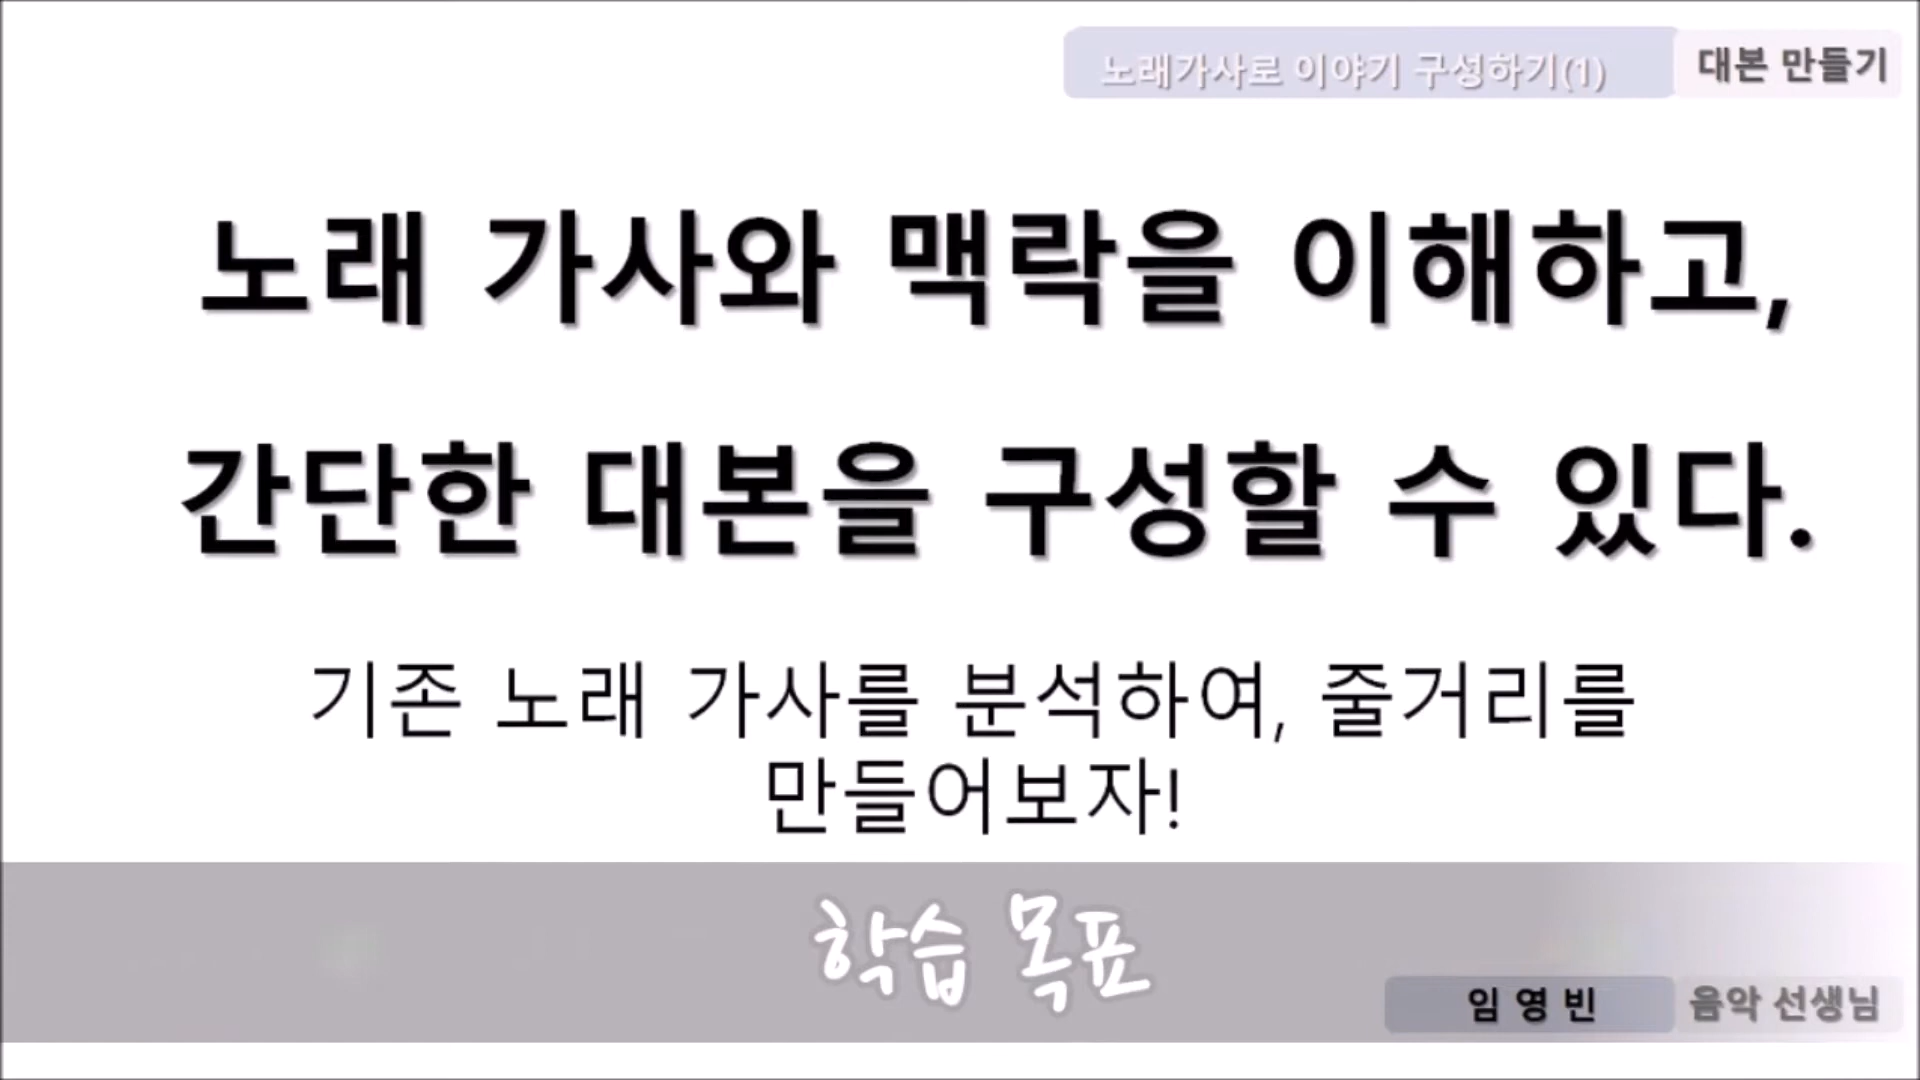 노래가사로 이야기 구성하기(1) 대본 만들기
노래 가사와 맥락을 이해하고,
간단한 대본을 구성할 수 있다.
기존 노래 가사를 분석하여, 줄거리를
만들어보자!
학습 목표
임 영 빈 음악 선생님